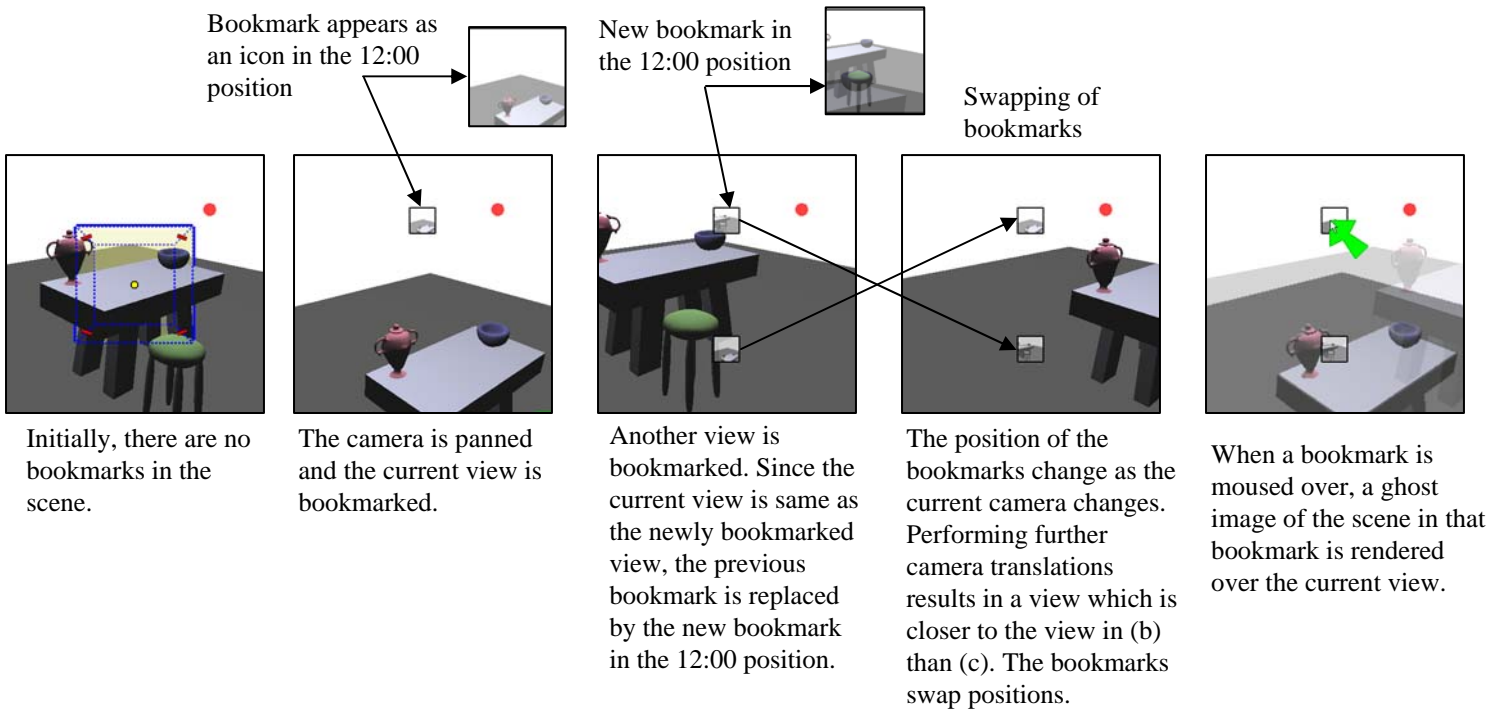 Bookmark appears as
an icon in the 12:00
position
New bookmark in
the 12:00 position
Swapping of
bookmarks
Initially, there are no
bookmarks in the
scene.
The camera is panned
and the current view is
bookmarked.
Another view is
bookmarked. Since the
current view is same as
the newly bookmarked
view, the previous
bookmark is replaced
by the new bookmark
in the 12:00 position.
The position of the
bookmarks change as the
current camera changes.
Performing further
camera translations
results in a view which is
closer to the view in (b)
than (c). The bookmarks
swap positions.
When a bookmark is
moused over, a ghost
image of the scene in that
bookmark is rendered
over the current view.